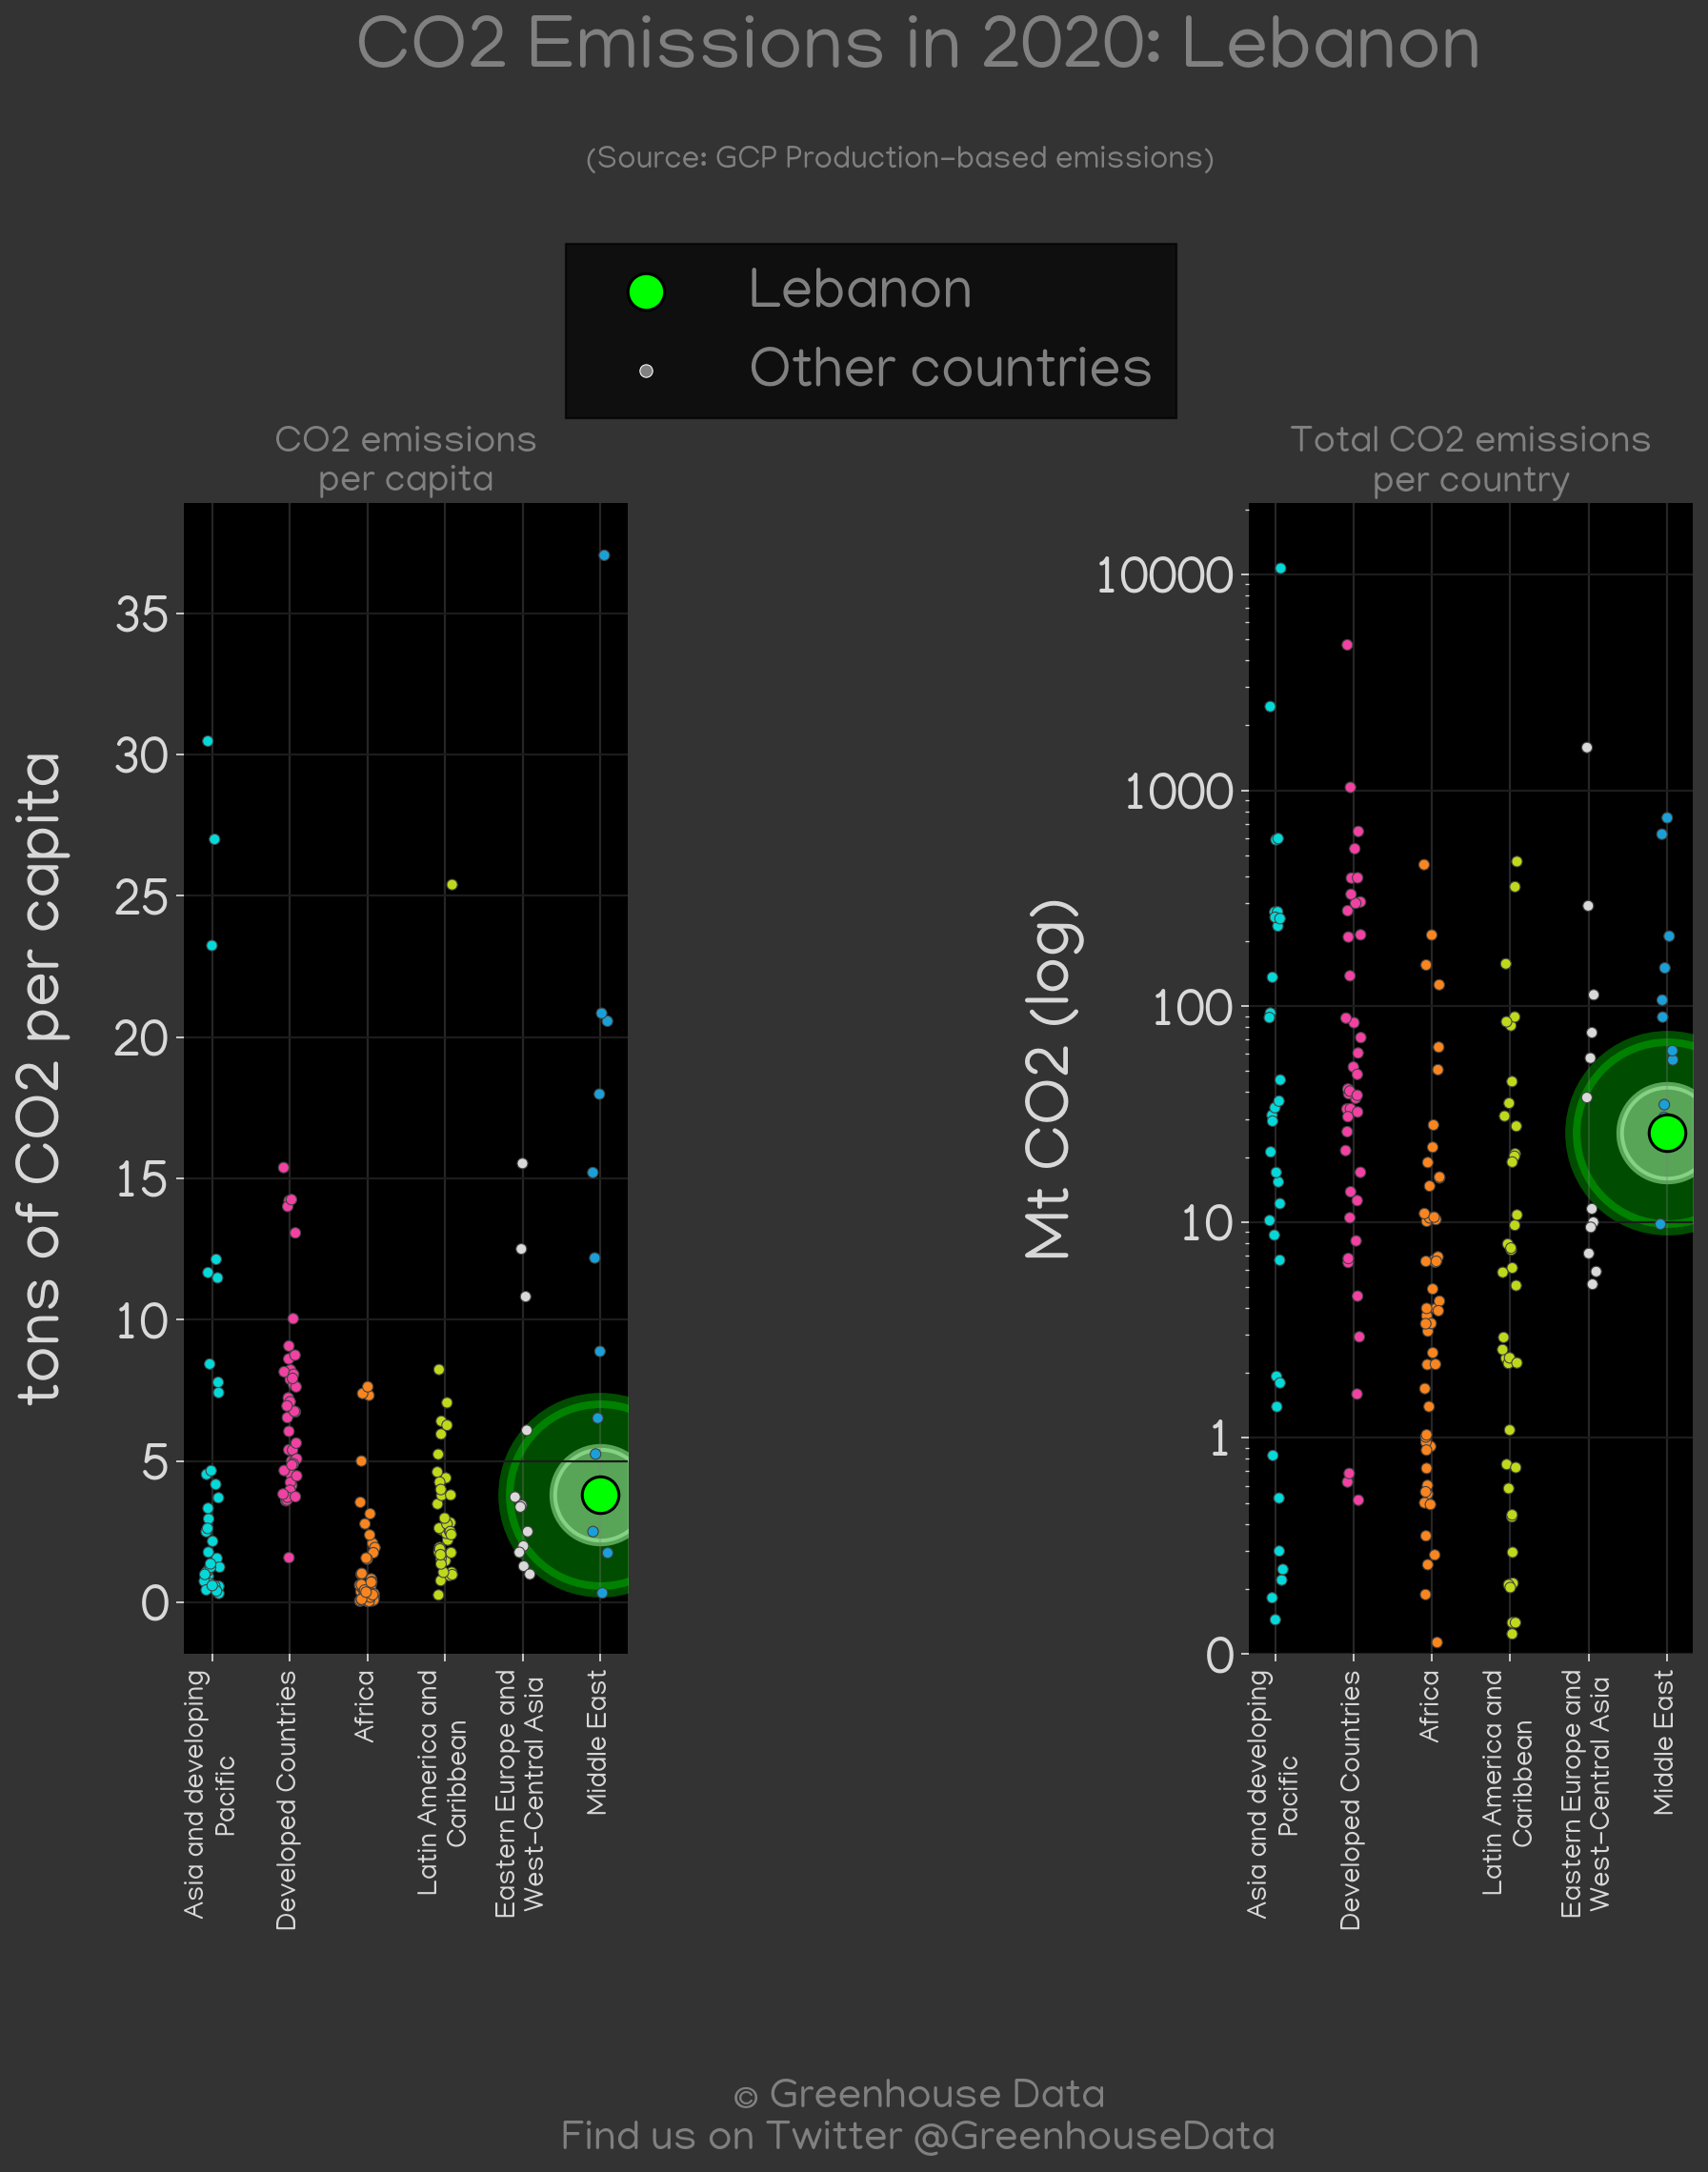 CO2 Emissions in 2020: Lebanon
(Source: GCP Production-based emissions)
Lebanon
Other countries
CO2 emissions
per capita
tons of CO2 per capita
35
30
25
20
15
10
5
0
Asia and developing
Pacific
Developed Countries
Africa
Latin America and
Caribbean
Eastern Europe and
West-Central Asia
Middle East
Total CO2 emissions
per country
Mt CO2 (log)
10000
1000
100
10
1
0
Asia and developing
Pacific
Developed Countries
Africa
Latin America and
Caribbean
Eastern Europe and
West-Central Asia
Middle East
© Greenhouse Data
Find us on Twitter @GreenhouseData